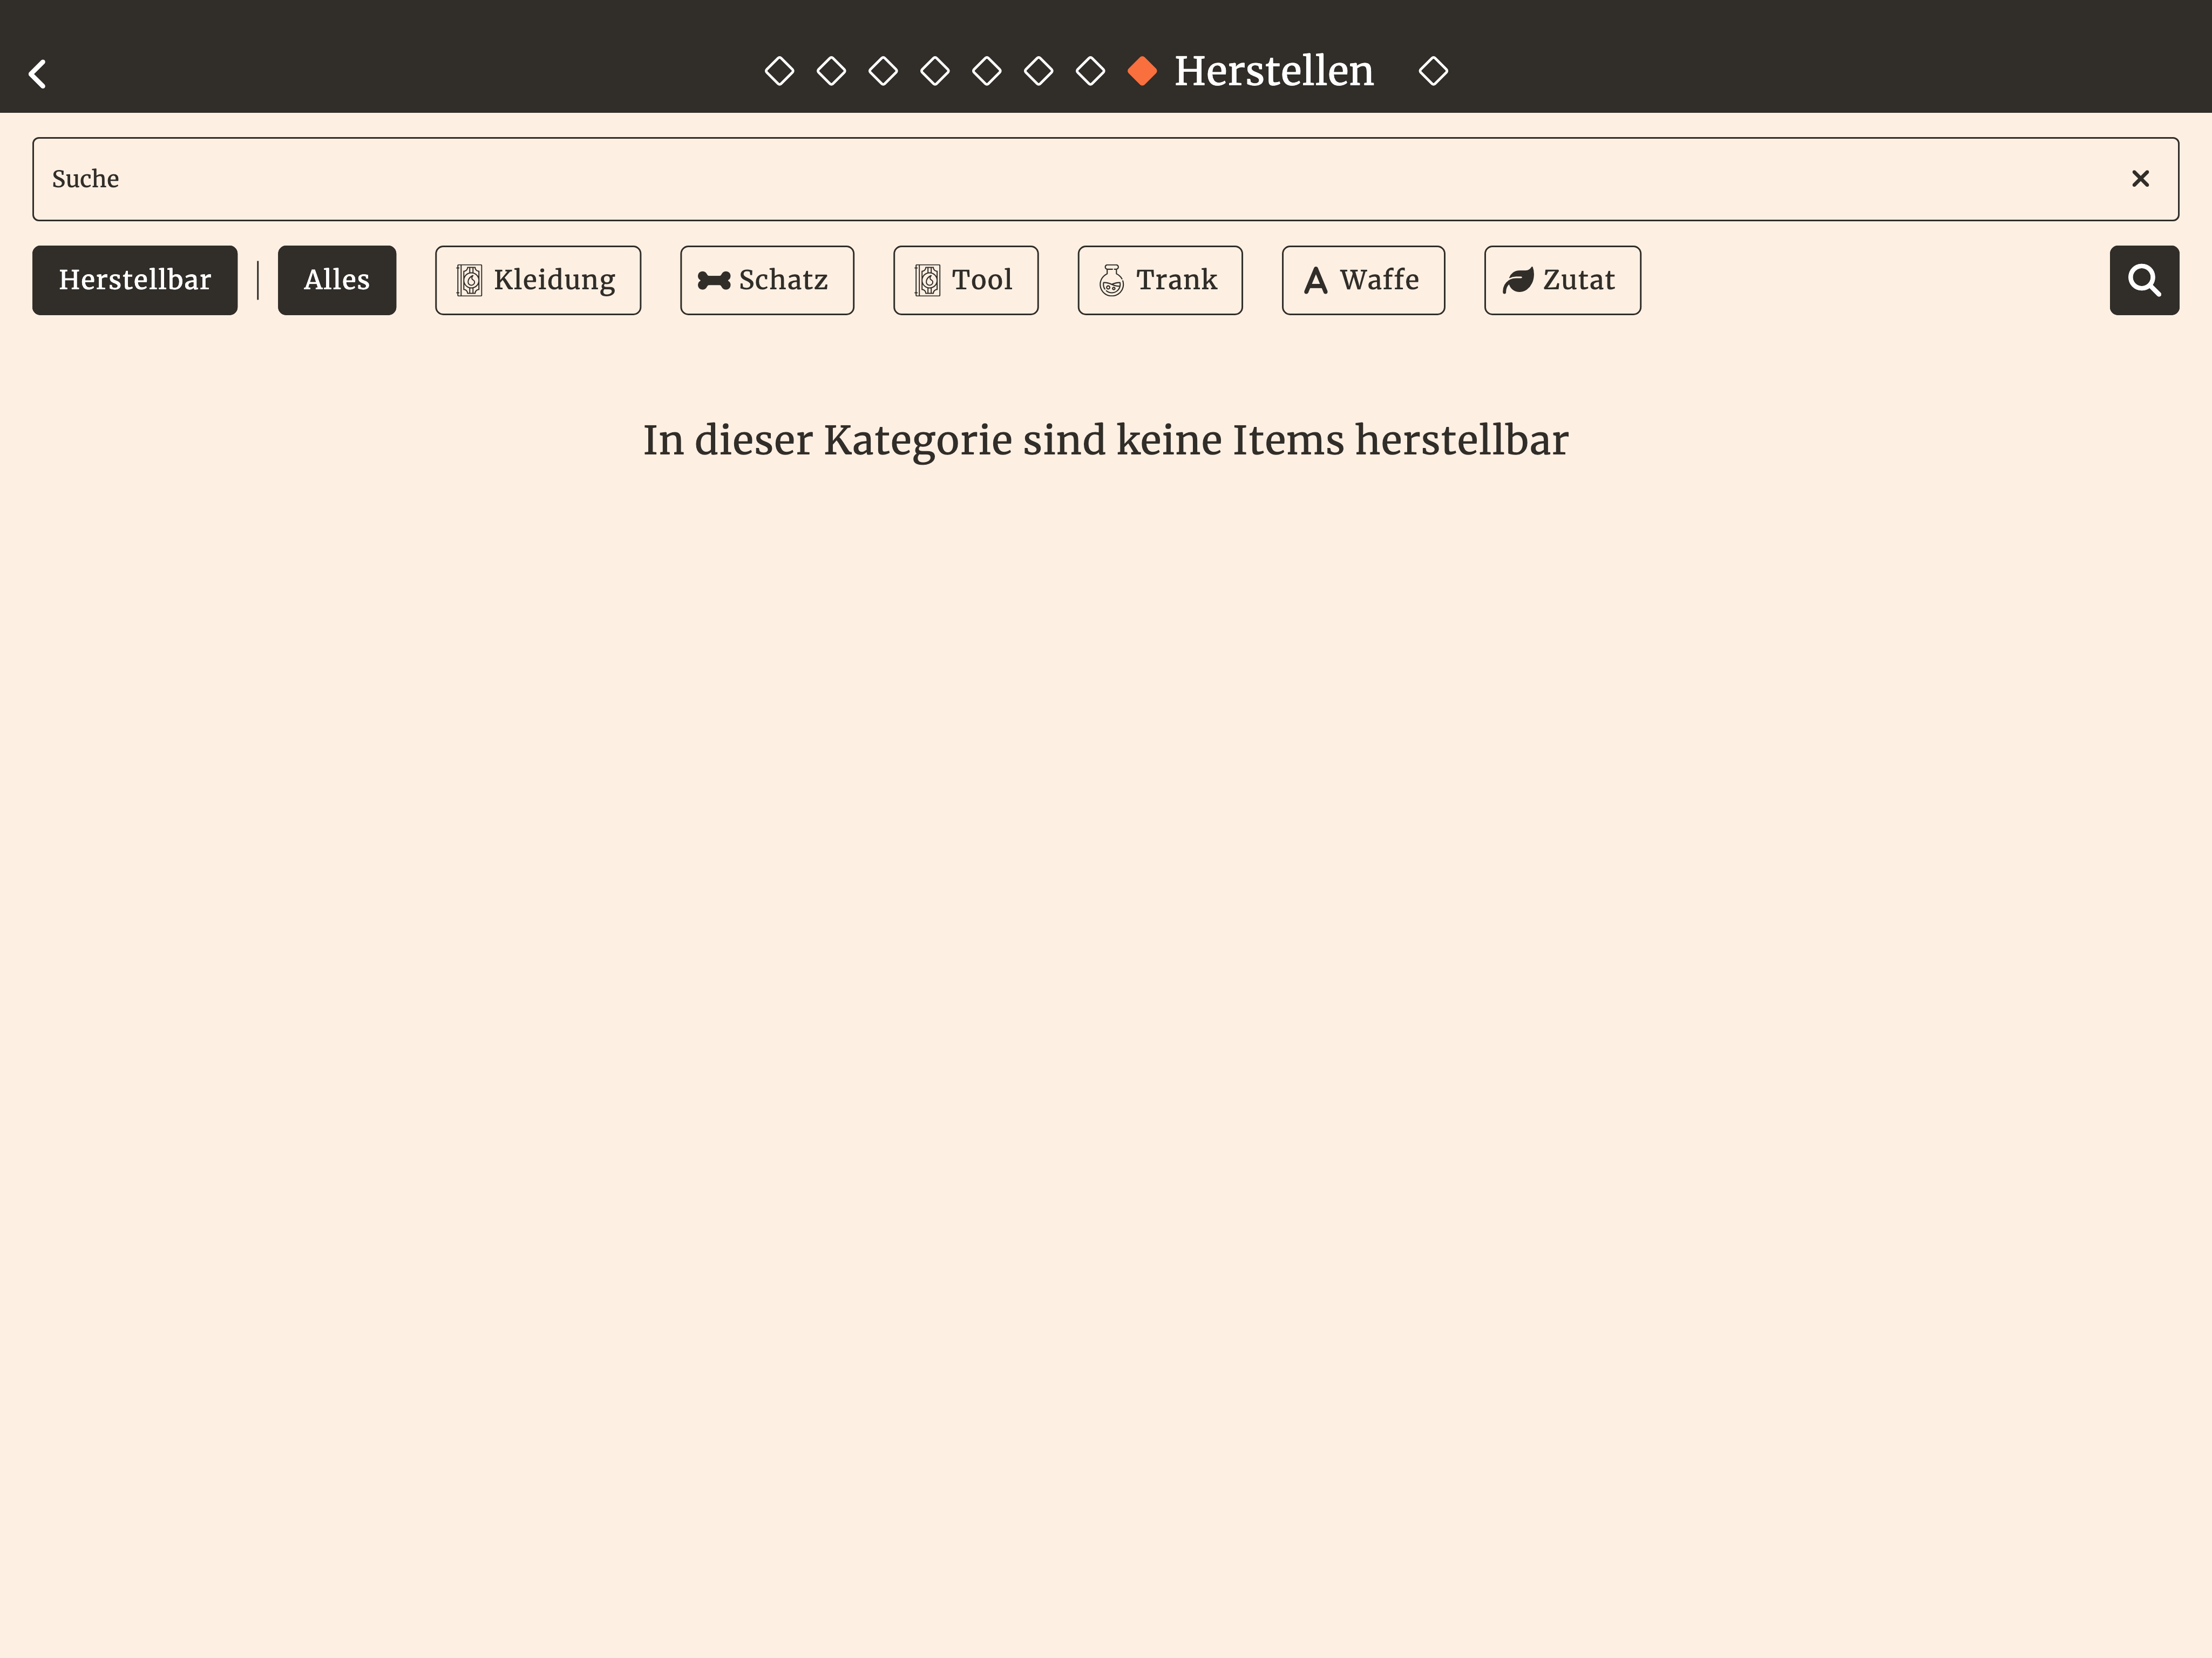 Herstellen
Suche
Herstellbar Alles Kleidung Schatz Tool Trank Waffe Zutat
In dieser Kategorie sind keine Items herstellbar